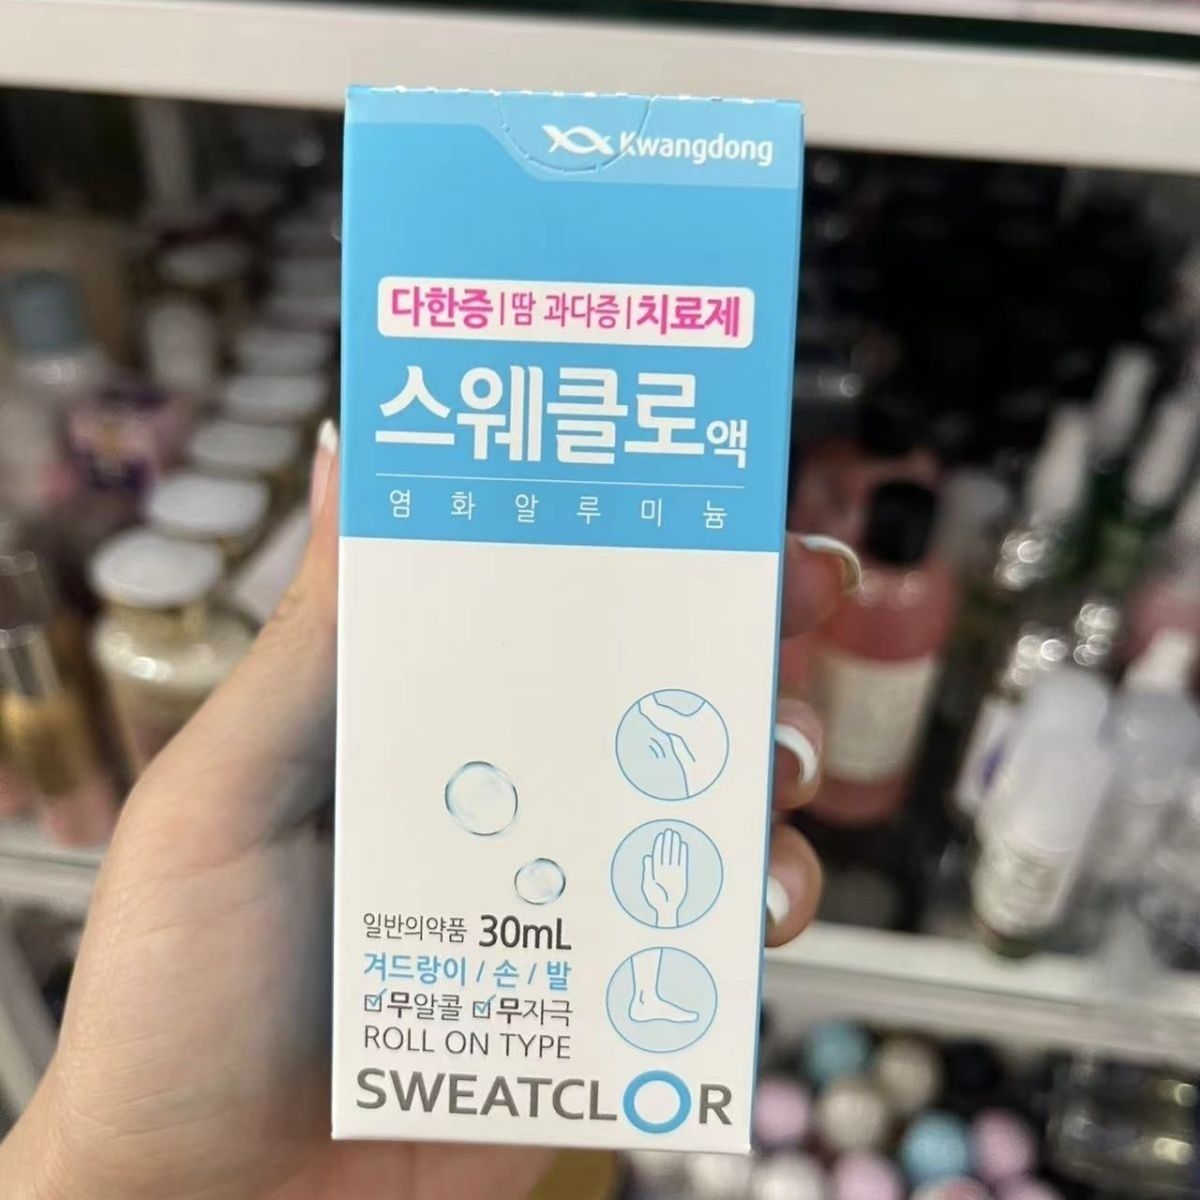 Kwangdong
다한증|땀 과다증|치료제
스웨클로액
염화알루미늄
일반의약품 30mL
겨드랑이 / 손 / 발
☑무알콜 ☑무자극
ROLL ON TYPE
SWEATCLOR